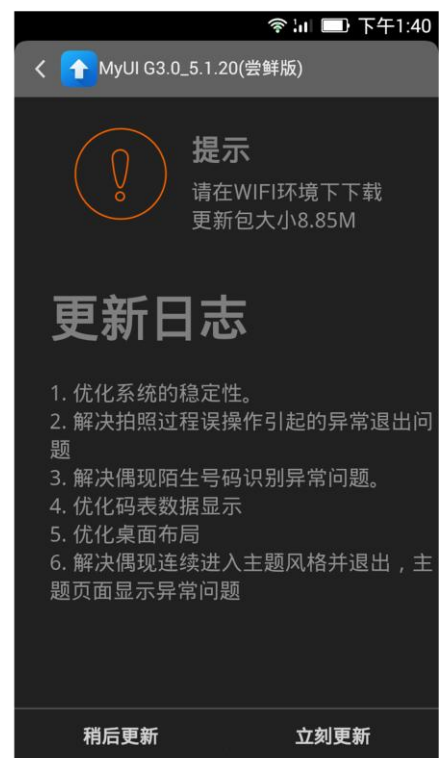 下午1:40
MyUI G3.0_5.1.20(尝鲜版)
提示
请在WIFI环境下下载
更新包大小8.85M
更新日志
1. 优化系统的稳定性。
2. 解决拍照过程误操作引起的异常退出问
题
3. 解决偶现陌生号码识别异常问题。
4. 优化码表数据显示
5. 优化桌面布局
6. 解决偶现连续进入主题风格并退出，主
题页面显示异常问题
稍后更新
立刻更新